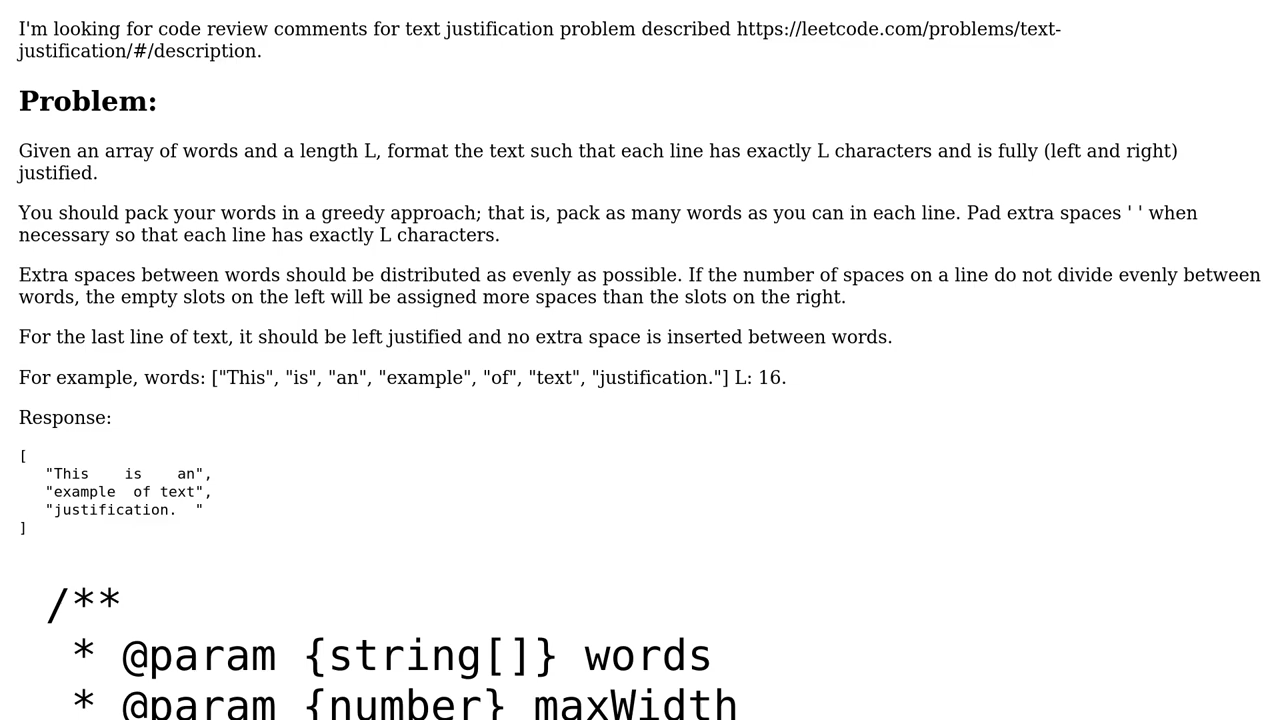 I'm looking for code review comments for text justification problem described https://leetcode.com/problems/text-
justification/#/description.
Problem:
Given an array of words and a length L, format the text such that each line has exactly L characters and is fully (left and right)
justified.
You should pack your words in a greedy approach; that is, pack as many words as you can in each line. Pad extra spaces ' ' when
necessary so that each line has exactly L characters.
Extra spaces between words should be distributed as evenly as possible. If the number of spaces on a line do not divide evenly between
words, the empty slots on the left will be assigned more spaces than the slots on the right.
For the last line of text, it should be left justified and no extra space is inserted between words.
For example, words: ["This", "is", "an", "example", "of", "text", "justification."] L: 16.
Response:
[
   "This    is    an",
   "example  of text",
   "justification.  "
]
/**
 * @param {string[]} words
 * @param {number} maxWidth